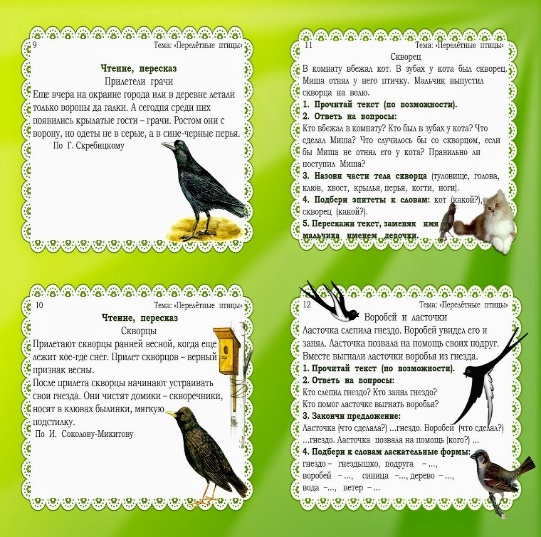 9 Тема: «Перелётные птицы»
Чтение, пересказ
Прилетели грачи
Еще вчера на окраине города или в деревне летали
только вороны да галки. А сегодня среди них
появились крылатые гости – грачи. Ростом они с
ворону, но одеты не в серые, а в сине-черные перья.
По Г. Скребицкому
11 Тема: «Перелётные птицы»
Скворец
В комнату вбежал кот. В зубах у кота был скворец.
Миша отнял у него птичку. Мальчик выпустил
скворца на волю.
1. Прочитай текст (по возможности).
2. Ответь на вопросы:
Кто вбежал в комнату? Кто был в зубах у кота? Что
сделал Миша? Что случилось бы со скворцом, если
бы Миша не отнял его у кота? Правильно ли
поступил Миша?
3. Назови части тела скворца (туловище, голова,
клюв, хвост, крылья, перья, когти, ноги).
4. Подбери эпитеты к словам: кот (какой?),
скворец (какой?).
5. Перескажи текст, заменяя имя
мальчика именем девочки.
10 Тема: «Перелётные птицы»
Чтение, пересказ
Скворцы
Прилетают скворцы ранней весной, когда еще
лежит кое-где снег. Прилет скворцов – верный
признак весны.
После прилета скворцы начинают устраивать
свои гнезда. Они чистят домики – скворечники,
носят в клювах былинки, мягкую
подстилку.
По И. Соколову-Микитову
12 Тема: «Перелётные птицы»
Воробей и ласточки
Ласточка слепила гнездо. Воробей увидел его и
занял. Ласточка позвала на помощь своих подруг.
Вместе выгнали ласточки воробья из гнезда.
1. Прочитай текст (по возможности).
2. Ответь на вопросы:
Кто слепил гнездо? Кто занял гнездо?
Кто помог ласточке выгнать воробья?
3. Закончи предложение:
Ласточка (что сделала?) ...гнездо. Воробей (что сделал?)
...гнездо. Ласточка позвала на помощь (кого?) ...
4. Подбери к словам ласкательные формы:
гнездо – гнездышко, подруга – ...,
воробей – ..., синица – ..., дерево – ...,
вода – ..., ветер – ...